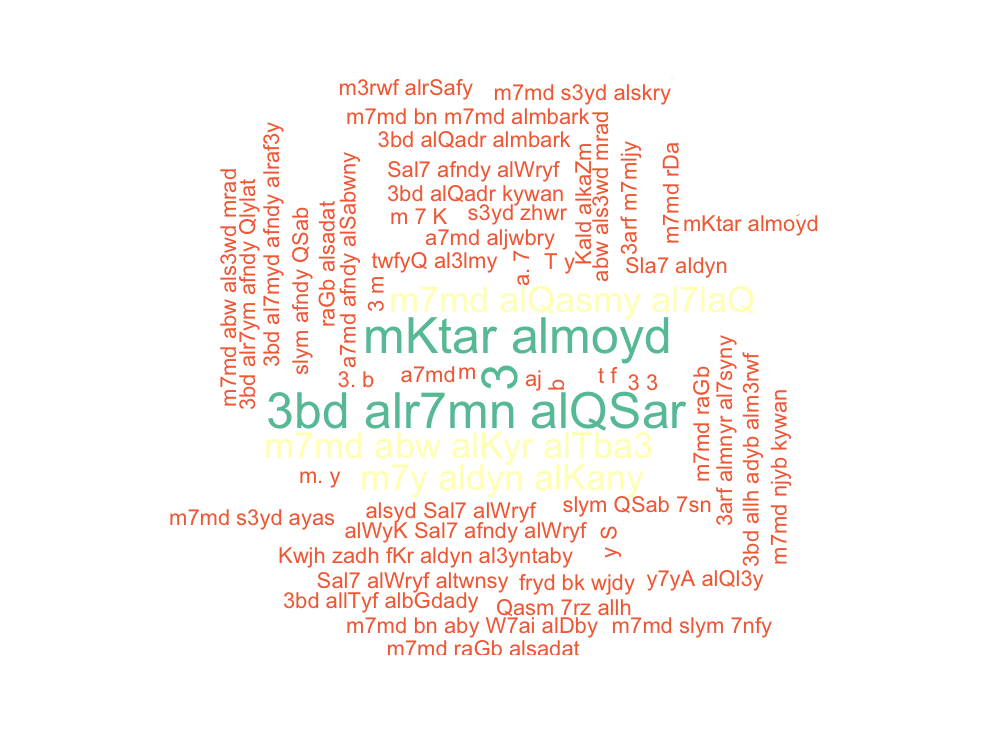 m3rwf alrSafy
m7md s3yd alskry
m7md bn m7md almbark
3bd alQadr almbark
Sal7 afndy alWryf
3bd alQadr kywan
m 7 K
s3yd zhwr
a7md aljwbry
twfyQ al3lmy
a. 7
T y
Kald alkaZm
abw als3wd mrad
3arf m7mljy
m7md rDa
mKtar almoyd
Sla7 aldyn
m7md abw als3wd mrad
3bd alr7ym afndy Qlylat
3bd al7myd afndy alraf3y
slym afndy QSab
raGb alsadat
a7md afndy alSabwny
3 m
m7md alQasmy al7laQ
mKtar almoyd
3. b
a7md
m
3
aj
b
t f
3 3
3bd alr7mn alQSar
m7md abw alKyr alTba3
m7y aldyn alKany
m7md raGb
3arf almnyr al7syny
3bd allh adyb alm3rwf
m7md njyb kywan
m. y
m7md s3yd ayas
alsyd Sal7 alWryf
slym QSab 7sn
alWyK Sal7 afndy alWryf
y S
Kwjh zadh fKr aldyn al3yntaby
Sal7 alWryf altwnsy
fryd bk wjdy
y7yA alQl3y
3bd allTyf albGdady
Qasm 7rz allh
m7md bn aby W7ai alDby
m7md slym 7nfy
m7md raGb alsadat